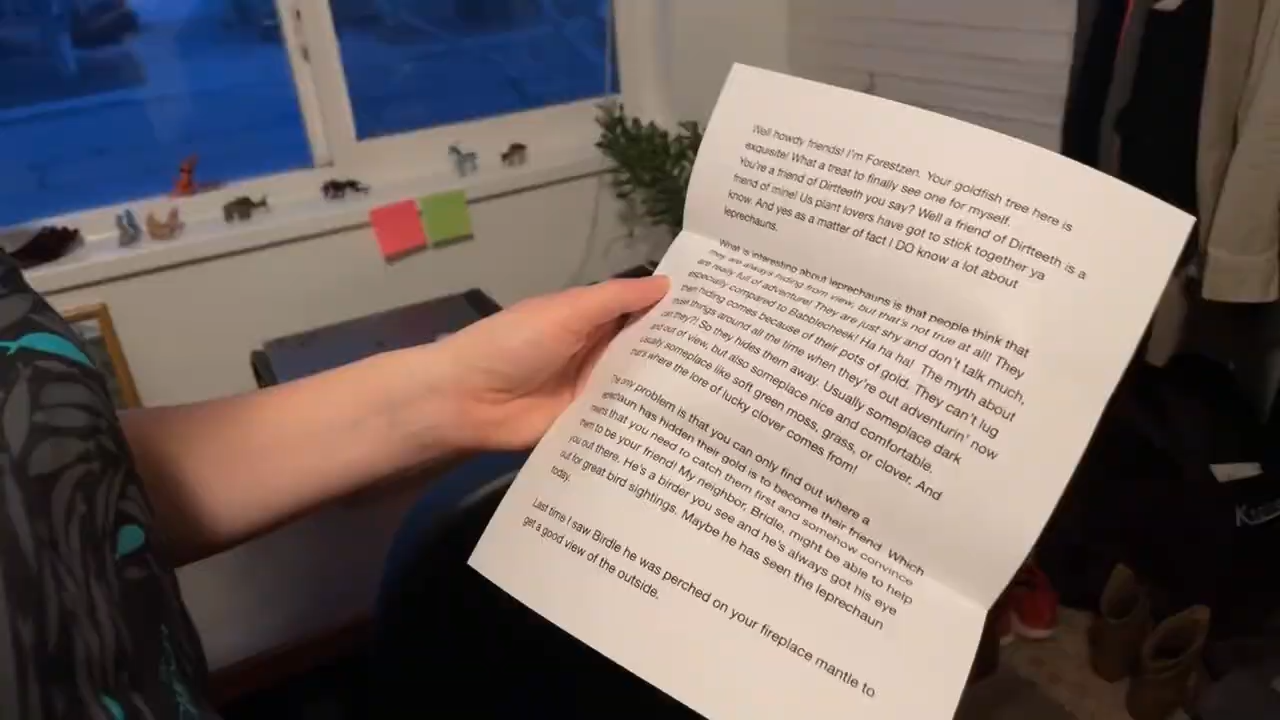 Well howdy friends! I'm Forestzen. Your goldfish tree here is
exquisite! What a treat to finally see one for myself.
You're a friend of Dirtteeth you say? Well a friend of Dirtteeth is a
friend of mine! Us plant lovers have got to stick together ya
know. And yes as a matter of fact I DO know a lot about
leprechauns.
What is interesting about leprechauns is that people think that
they are always hiding from view, but that's not true at all! They
are really full of adventure! They are just shy and don't talk much,
especially compared to Babblecheek! Ha ha ha! The myth about
them hiding comes because of their pots of gold. They can't lug
those things around all the time when they're out adventurin' now
can they?! So they hides them away. Usually someplace dark
and out of view, but also someplace nice and comfortable,
usually someplace like soft green moss, grass, or clover. And
that's where the lore of lucky clover comes from!
The only problem is that you can only find out where a
leprechaun has hidden their gold is to become their friend. Which
means that you need to catch them first and somehow convince
them to be your friend! My neighbor, Bridle, might be able to help
you out there. He's a birder you see and he's always got his eye
out for great bird sightings. Maybe he has seen the leprechaun
today.
Last time I saw Birdle he was perched on your fireplace mantle to
get a good view of the outside.